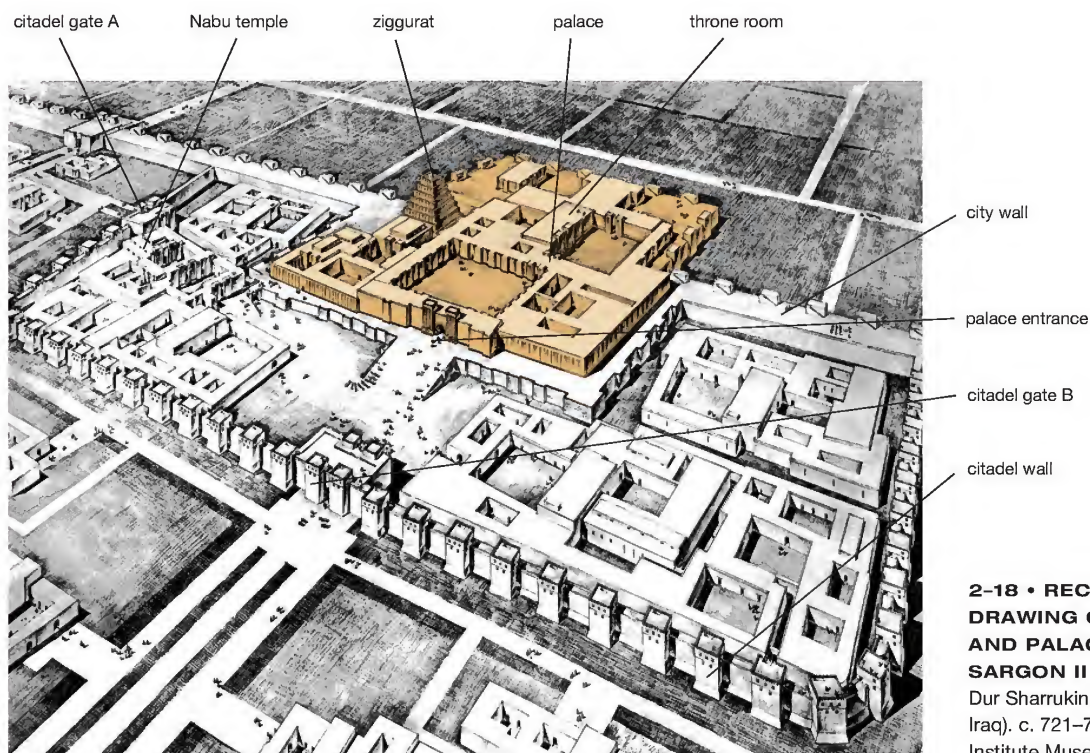 citadel gate A
Nabu temple
ziggurat
palace
throne room
city wall
palace entrance
citadel gate B
citadel wall
2–18 • REC
DRAWING
AND PALA
SARGON II
Dur Sharrukin
Iraq). c. 721–7
Institute Muse